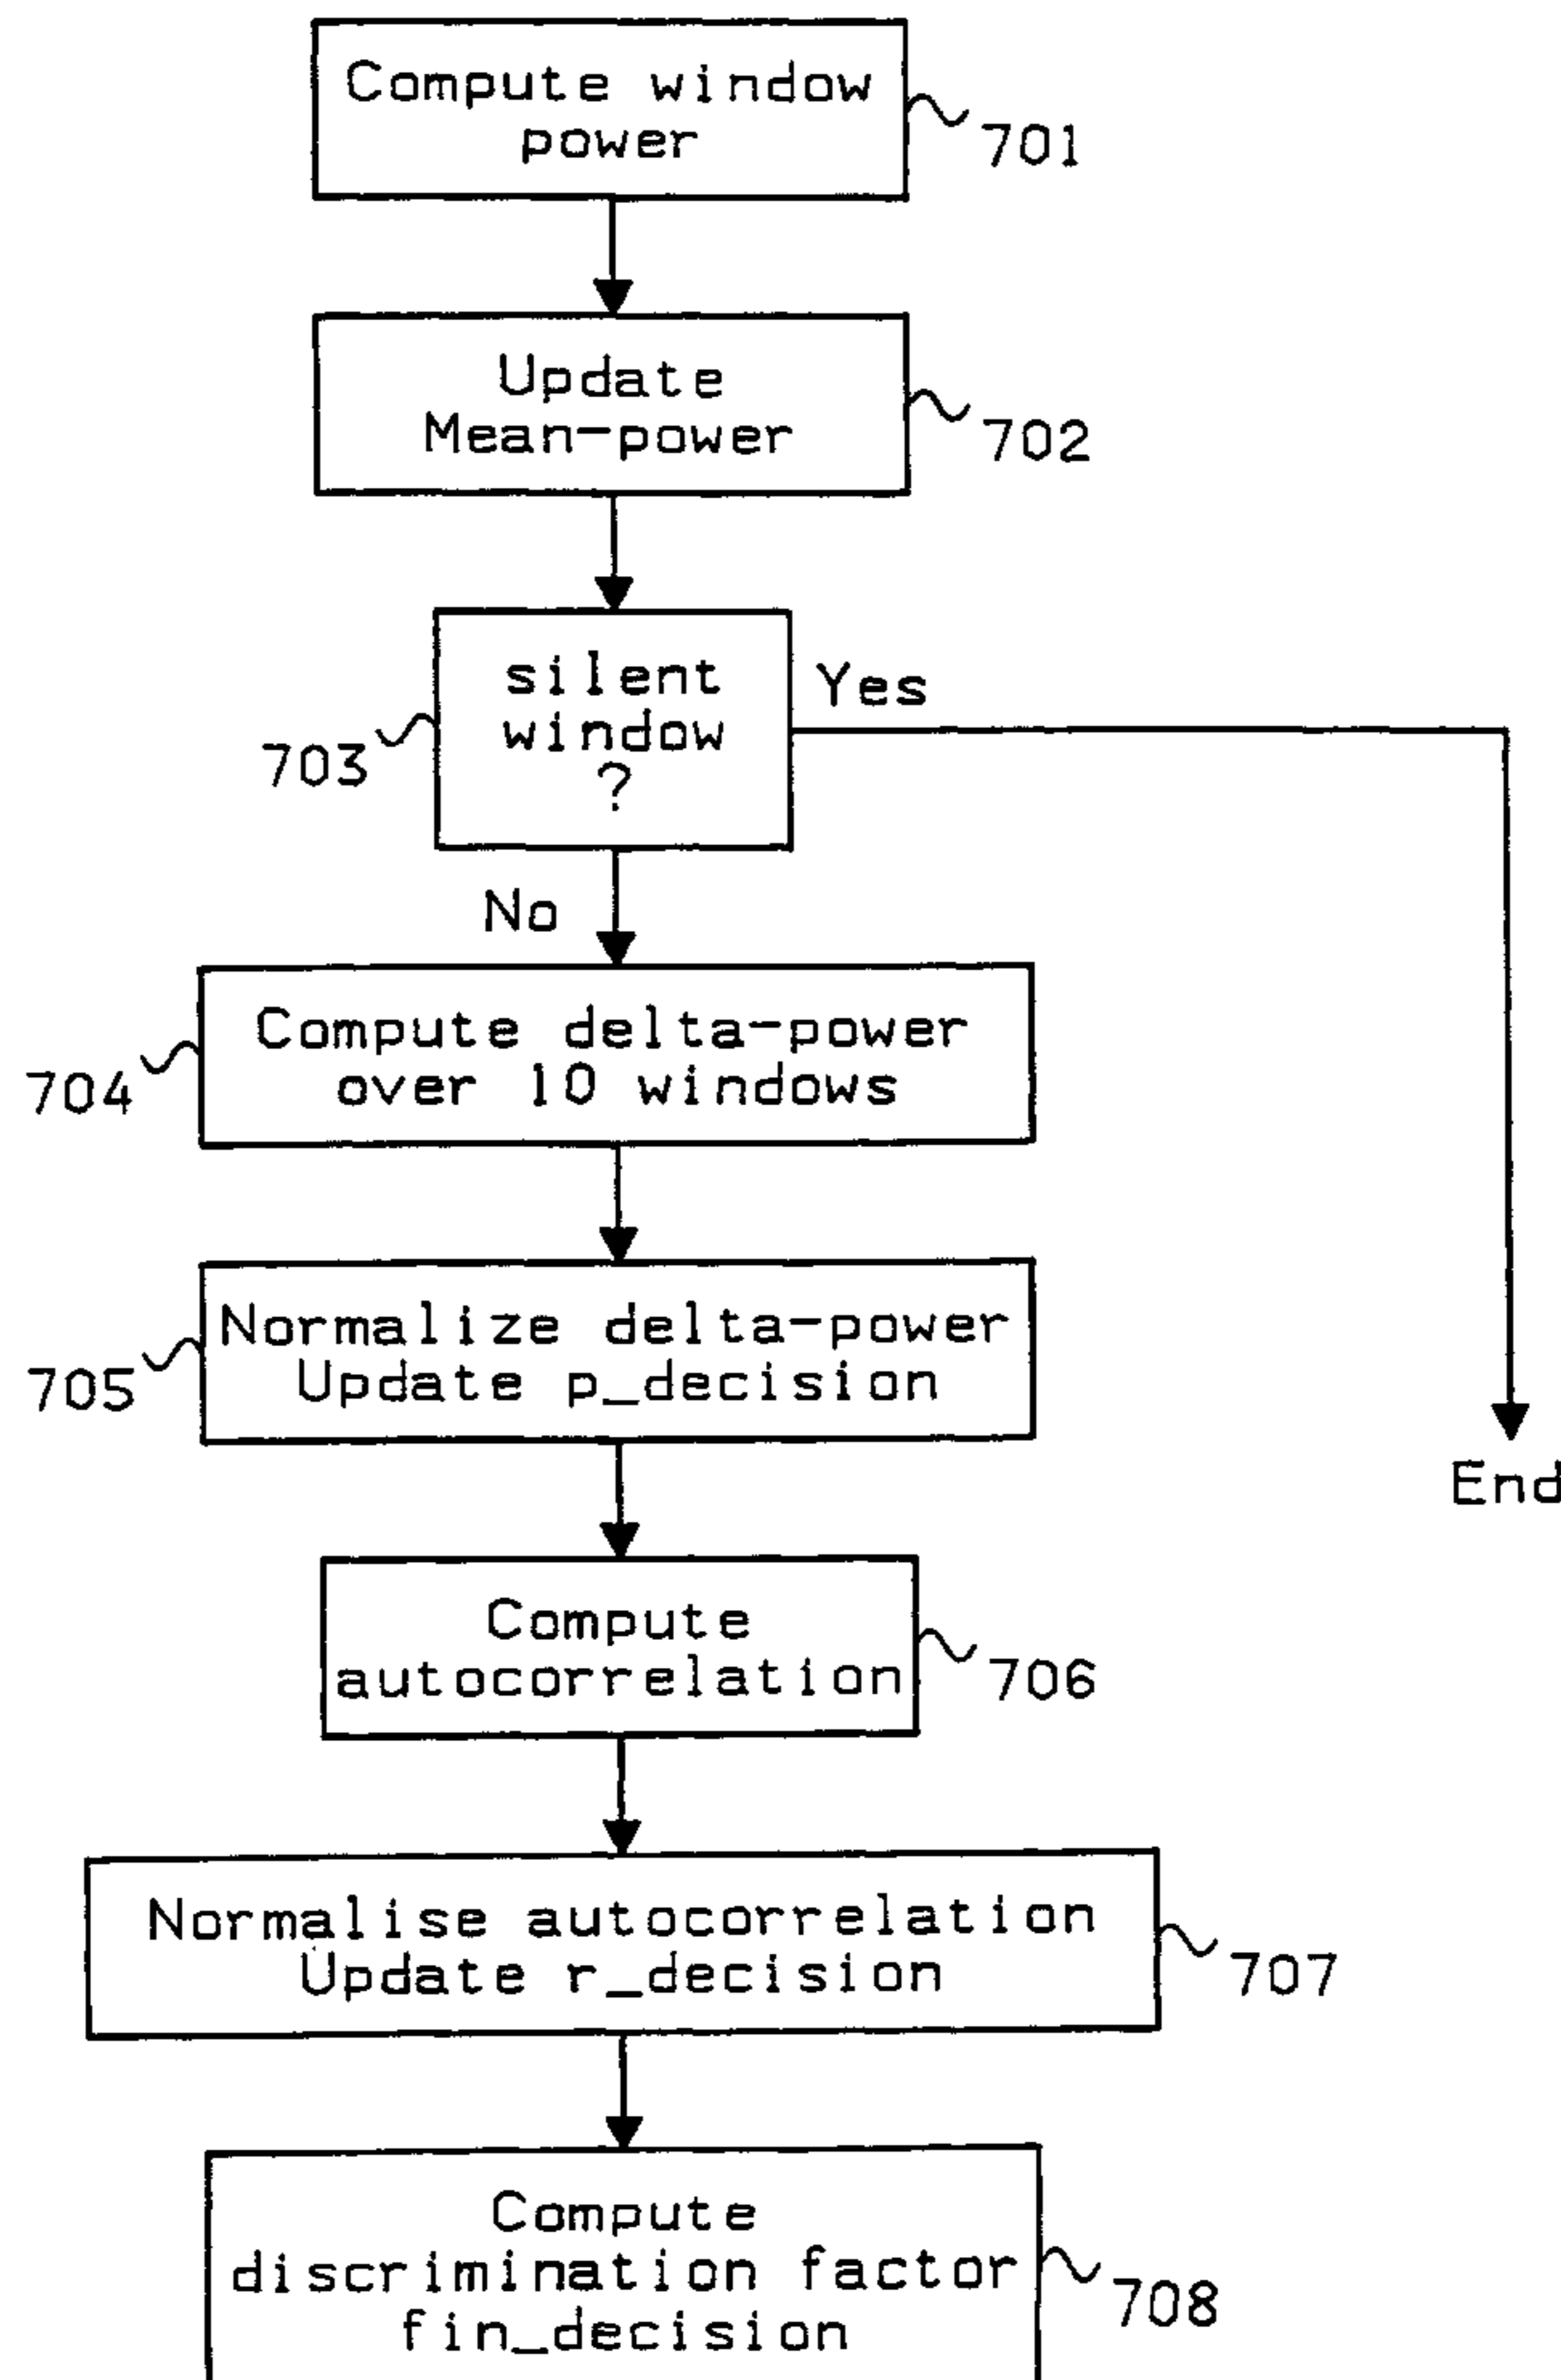 Compute window
power
701
Update
Mean-power
702
silent
window
?
Yes
703
No
Compute delta-power
over 10 windows
704
Normalize delta-power
Update p_decision
705
End
Compute
autocorrelation
706
Normalise autocorrelation
Update r_decision
707
Compute
discrimination factor
fin_decision
708